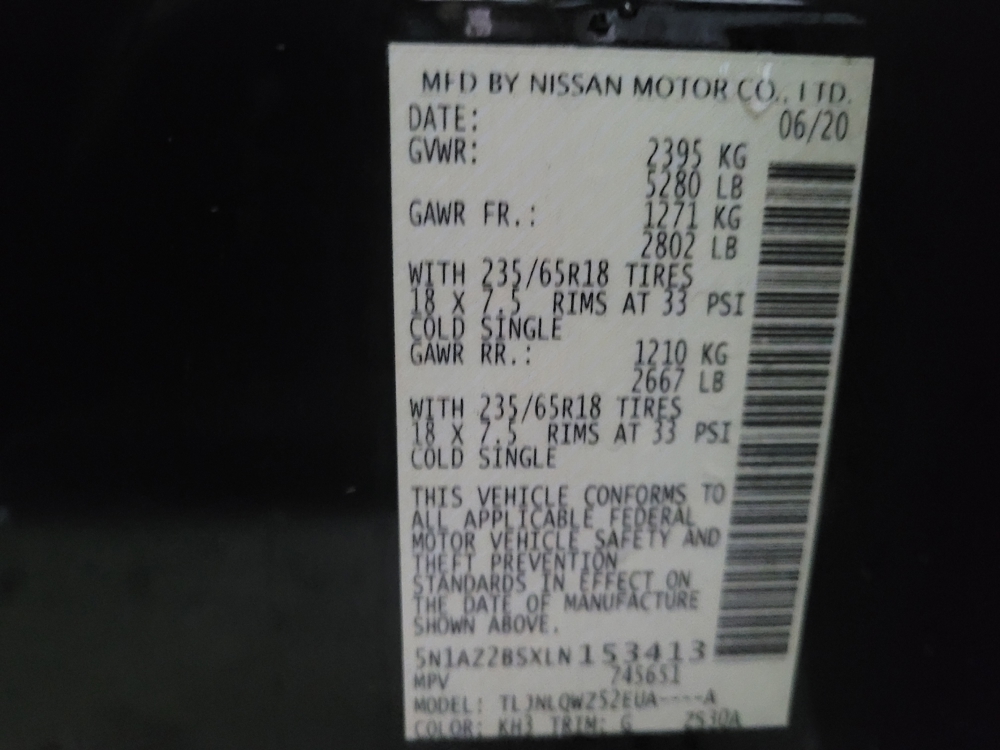 MFD BY NISSAN MOTOR CO., LTD.
DATE: 06/20
GVWR: 2395 KG
5280 LB
GAWR FR.: 1271 KG
2802 LB
WITH 235/65R18 TIRES
18 X 7.5 RIMS AT 33 PSI
COLD SINGLE
GAWR RR.: 1210 KG
2667 LB
WITH 235/65R18 TIRES
18 X 7.5 RIMS AT 33 PSI
COLD SINGLE
THIS VEHICLE CONFORMS TO
ALL APPLICABLE FEDERAL
MOTOR VEHICLE SAFETY AND
THEFT PREVENTION
STANDARDS IN EFFECT ON
THE DATE OF MANUFACTURE
SHOWN ABOVE.
5N1AZ2BSXLN153413
MPV 745651
MODEL: TLJNLQWZ52EUA----A
COLOR: KH3 TRIM: G Z530A